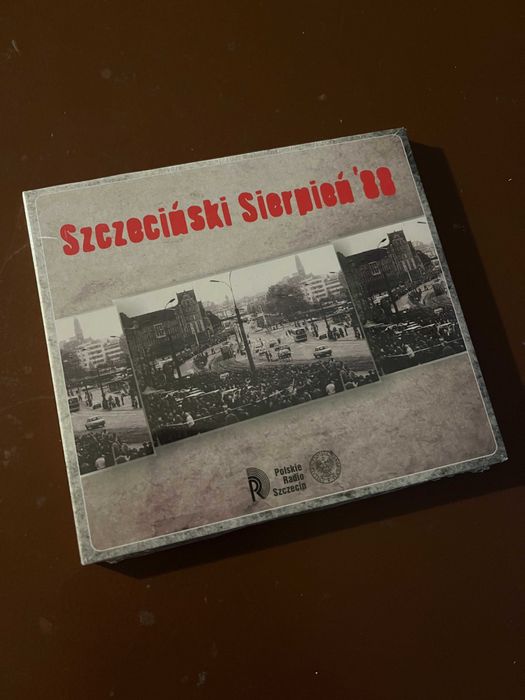 Szczeciński Sierpień '88
Polskie
Radio
Szczecin